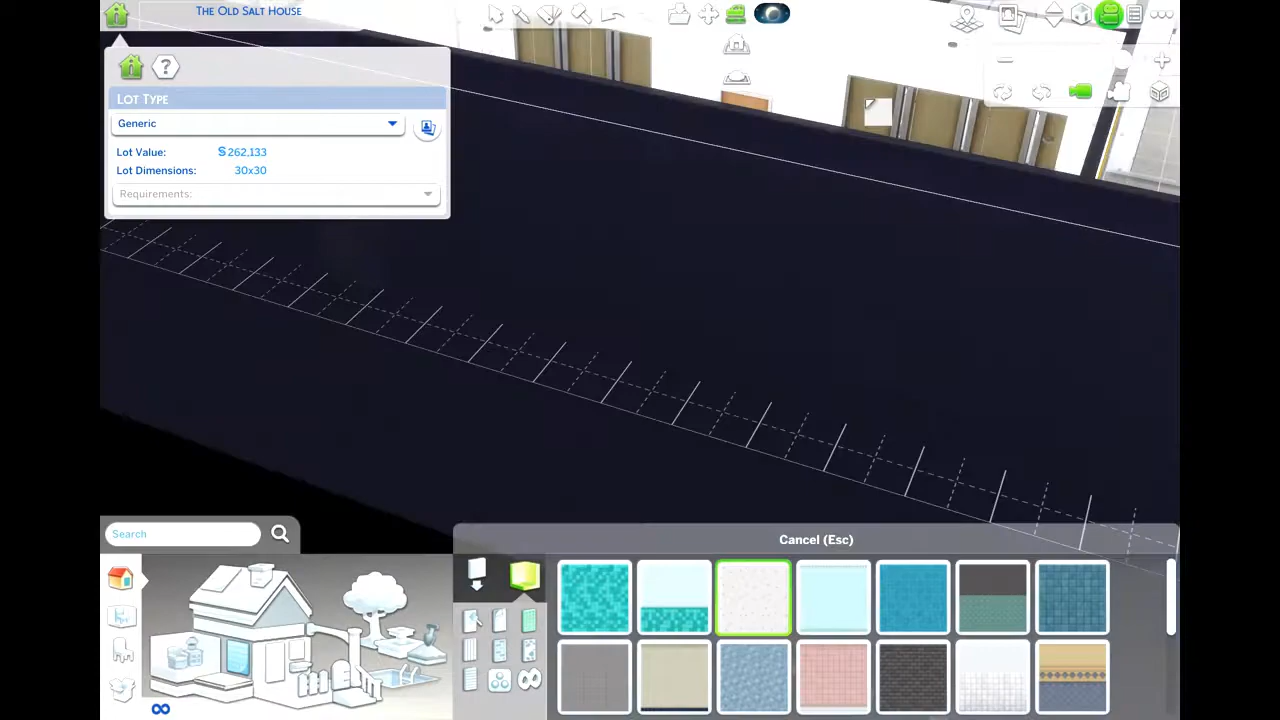 The Old Salt House
?
Lot Type
Generic
Lot Value: §262,133
Lot Dimensions: 30x30
Requirements:
Search
Cancel (Esc)